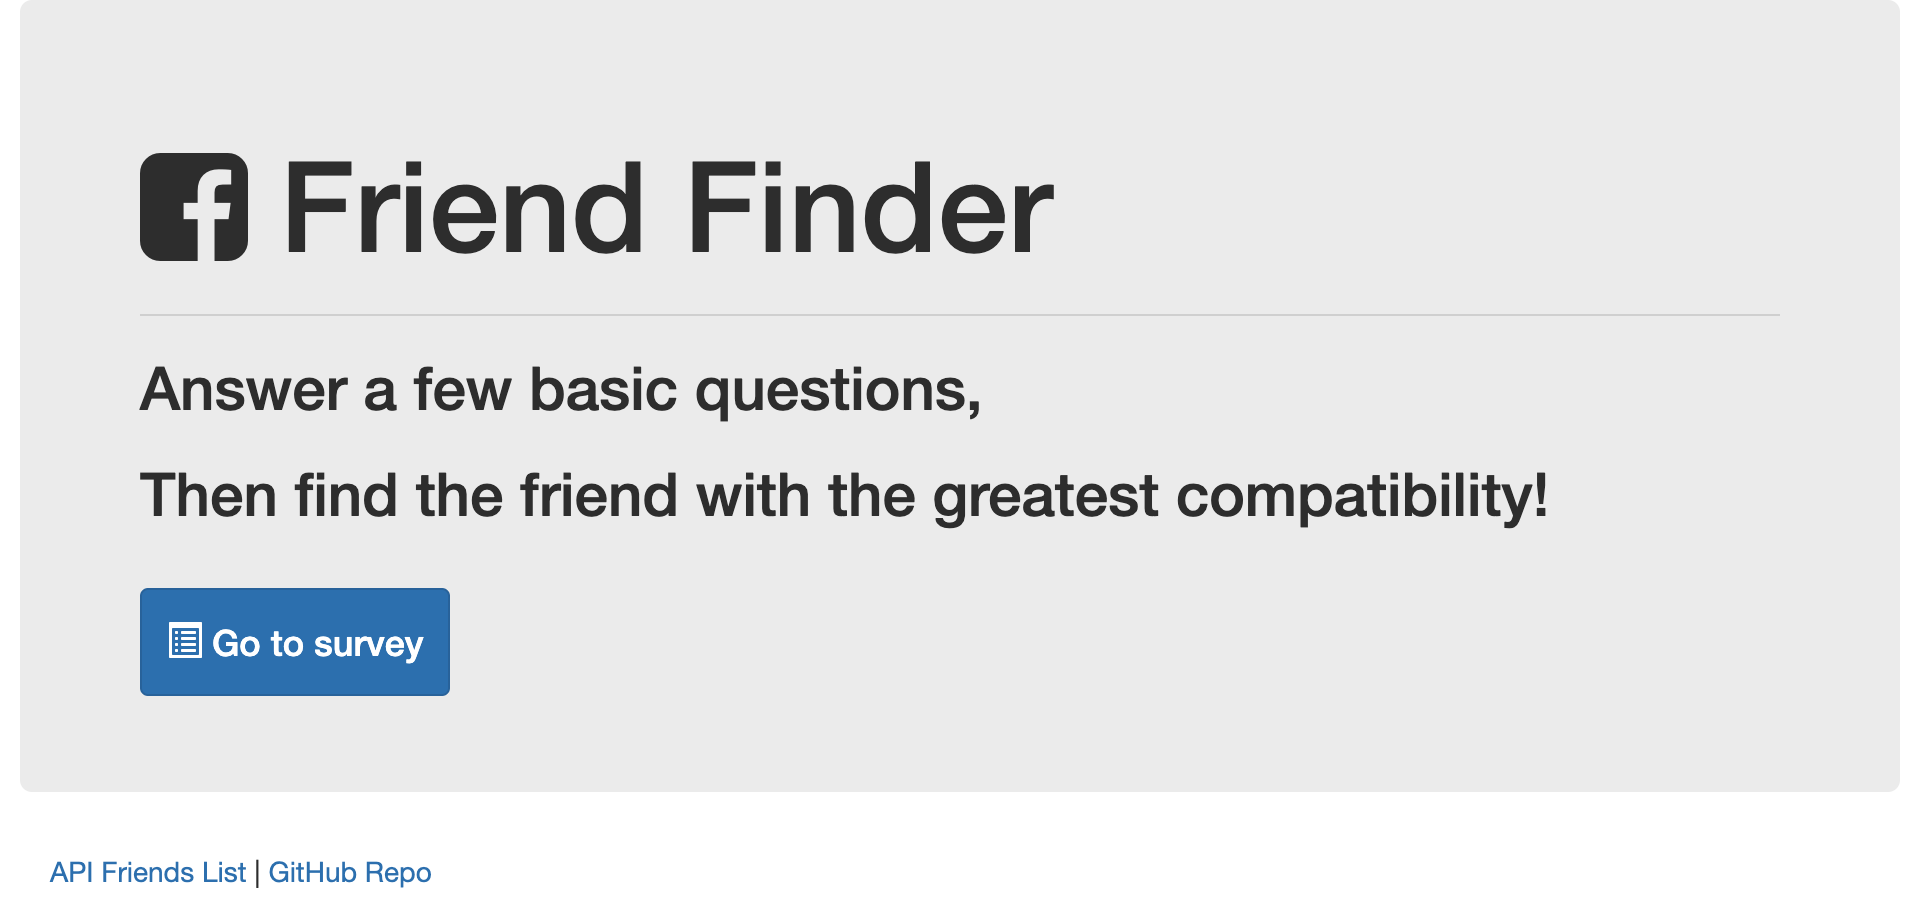 Friend Finder
Answer a few basic questions,
Then find the friend with the greatest compatibility!
Go to survey
API Friends List | GitHub Repo